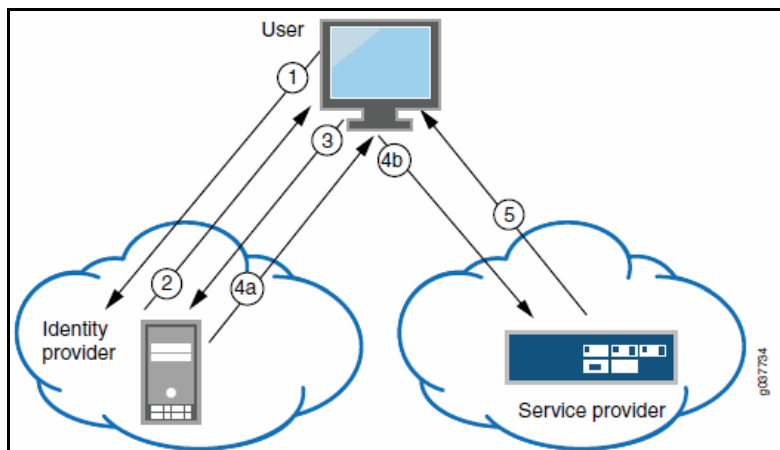 User
1
3
4b
5
2
4a
Identity
provider
Service provider
g037734